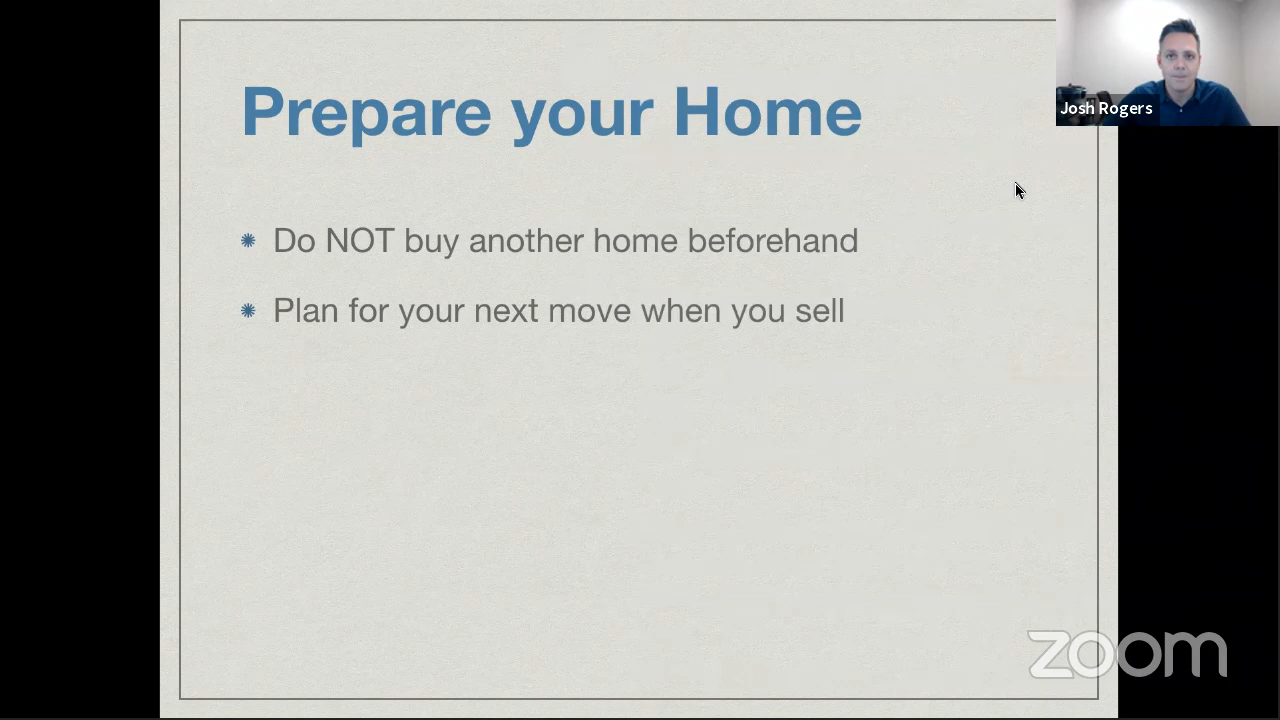 Prepare your Home
Josh Rogers
Do NOT buy another home beforehand
Plan for your next move when you sell
zoom